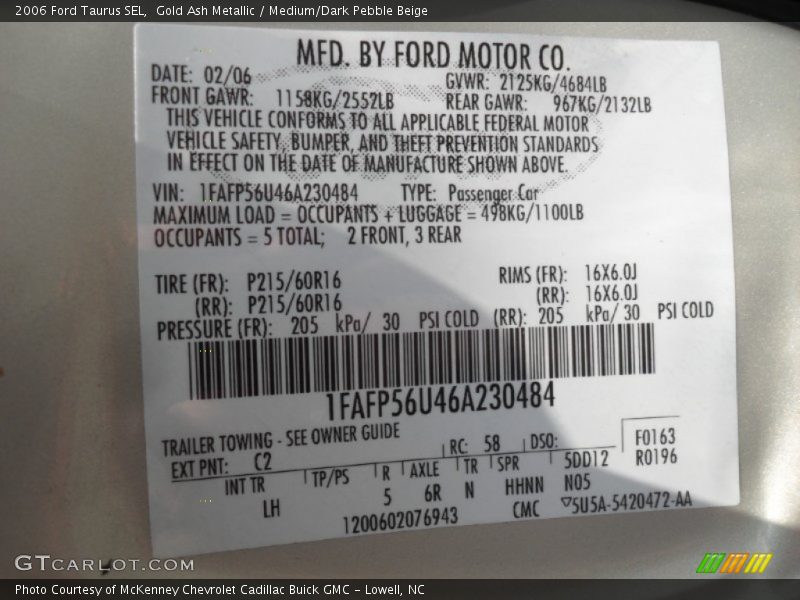 2006 Ford Taurus SEL, Gold Ash Metallic / Medium/Dark Pebble Beige
MFD. BY FORD MOTOR CO.
DATE: 02/06 GVWR: 2125KG/4684LB
FRONT GAWR: 1158KG/2552LB REAR GAWR: 967KG/2132LB
THIS VEHICLE CONFORMS TO ALL APPLICABLE FEDERAL MOTOR
VEHICLE SAFETY, BUMPER, AND THEFT PREVENTION STANDARDS
IN EFFECT ON THE DATE OF MANUFACTURE SHOWN ABOVE.
VIN: 1FAFP56U46A230484 TYPE: Passenger Car
MAXIMUM LOAD = OCCUPANTS + LUGGAGE = 498KG/1100LB
OCCUPANTS = 5 TOTAL; 2 FRONT, 3 REAR
TIRE (FR): P215/60R16 RIMS (FR): 16X6.0J
(RR): P215/60R16 (RR): 16X6.0J
PRESSURE (FR): 205 kPa/ 30 PSI COLD (RR): 205 kPa/ 30 PSI COLD
1FAFP56U46A230484
TRAILER TOWING - SEE OWNER GUIDE RC: 58 DSO: F0163
EXT PNT: C2 5DD12 R0196
INT TR TP/PS R AXLE TR SPR N05
LH 5 6R N HHNN
1200602076943 CMC ▽5U5A-5420472-AA
GTCARLOT.COM
Photo Courtesy of McKenney Chevrolet Cadillac Buick GMC - Lowell, NC